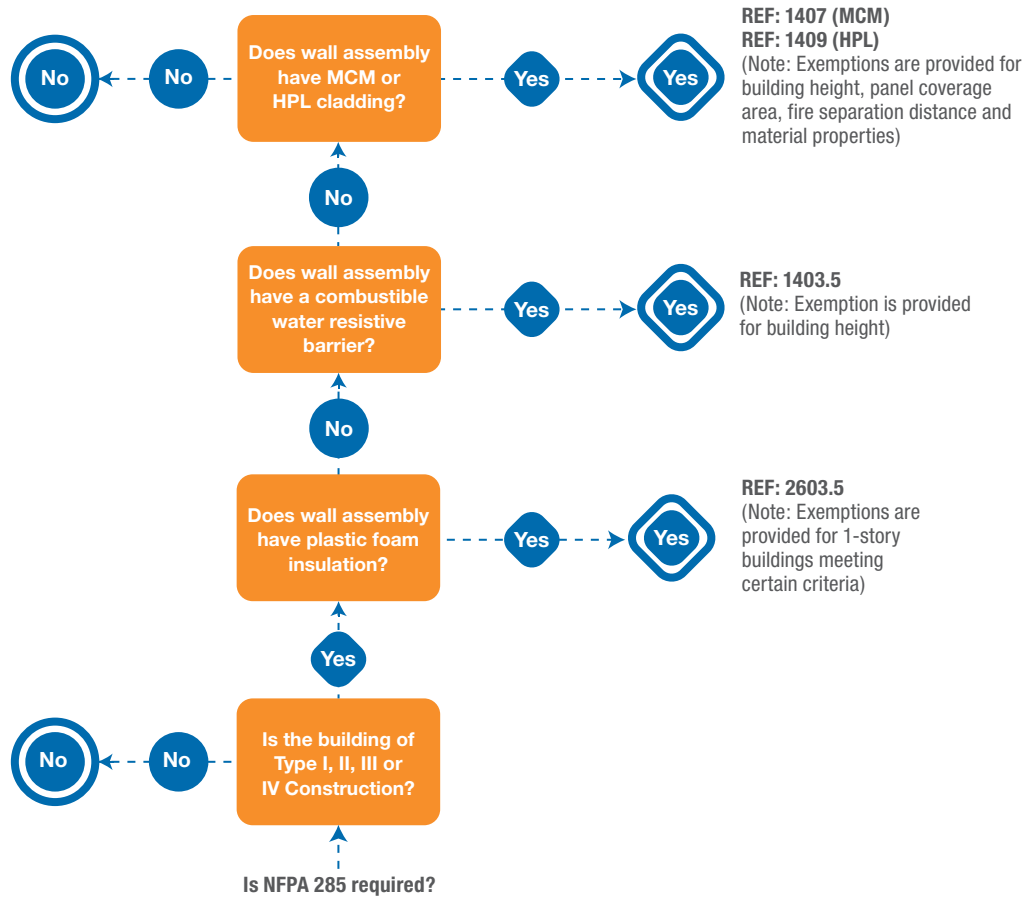 No
No
Does wall assembly
have MCM or
HPL cladding?
Yes
Yes
REF: 1407 (MCM)
REF: 1409 (HPL)
(Note: Exemptions are provided for
building height, panel coverage
area, fire separation distance and
material properties)
No
Does wall assembly
have a combustible
water resistive
barrier?
Yes
Yes
REF: 1403.5
(Note: Exemption is provided
for building height)
No
Does wall assembly
have plastic foam
insulation?
Yes
Yes
REF: 2603.5
(Note: Exemptions are
provided for 1-story
buildings meeting
certain criteria)
Yes
No
No
Is the building of
Type I, II, III or
IV Construction?
Is NFPA 285 required?